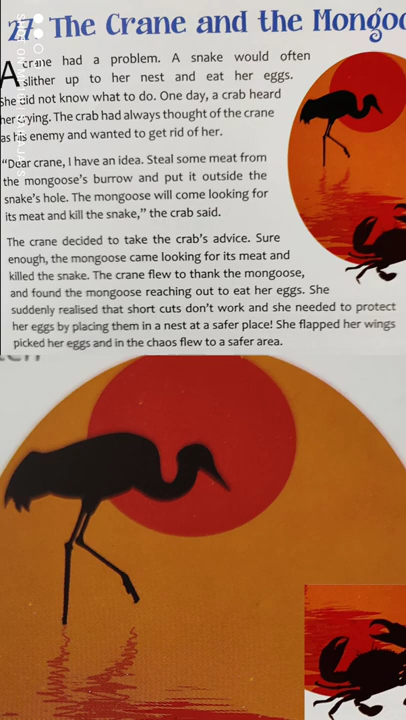 27. The Crane and the Mongoo
A crane had a problem. A snake would often
slither up to her nest and eat her eggs.
She did not know what to do. One day, a crab heard
her crying. The crab had always thought of the crane
as his enemy and wanted to get rid of her.
“Dear crane, I have an idea. Steal some meat from
the mongoose’s burrow and put it outside the
snake’s hole. The mongoose will come looking for
its meat and kill the snake,” the crab said.
The crane decided to take the crab’s advice. Sure
enough, the mongoose came looking for its meat and
killed the snake. The crane flew to thank the mongoose,
and found the mongoose reaching out to eat her eggs. She
suddenly realised that short cuts don’t work and she needed to protect
her eggs by placing them in a nest at a safer place! She flapped her wings
picked her eggs and in the chaos flew to a safer area.